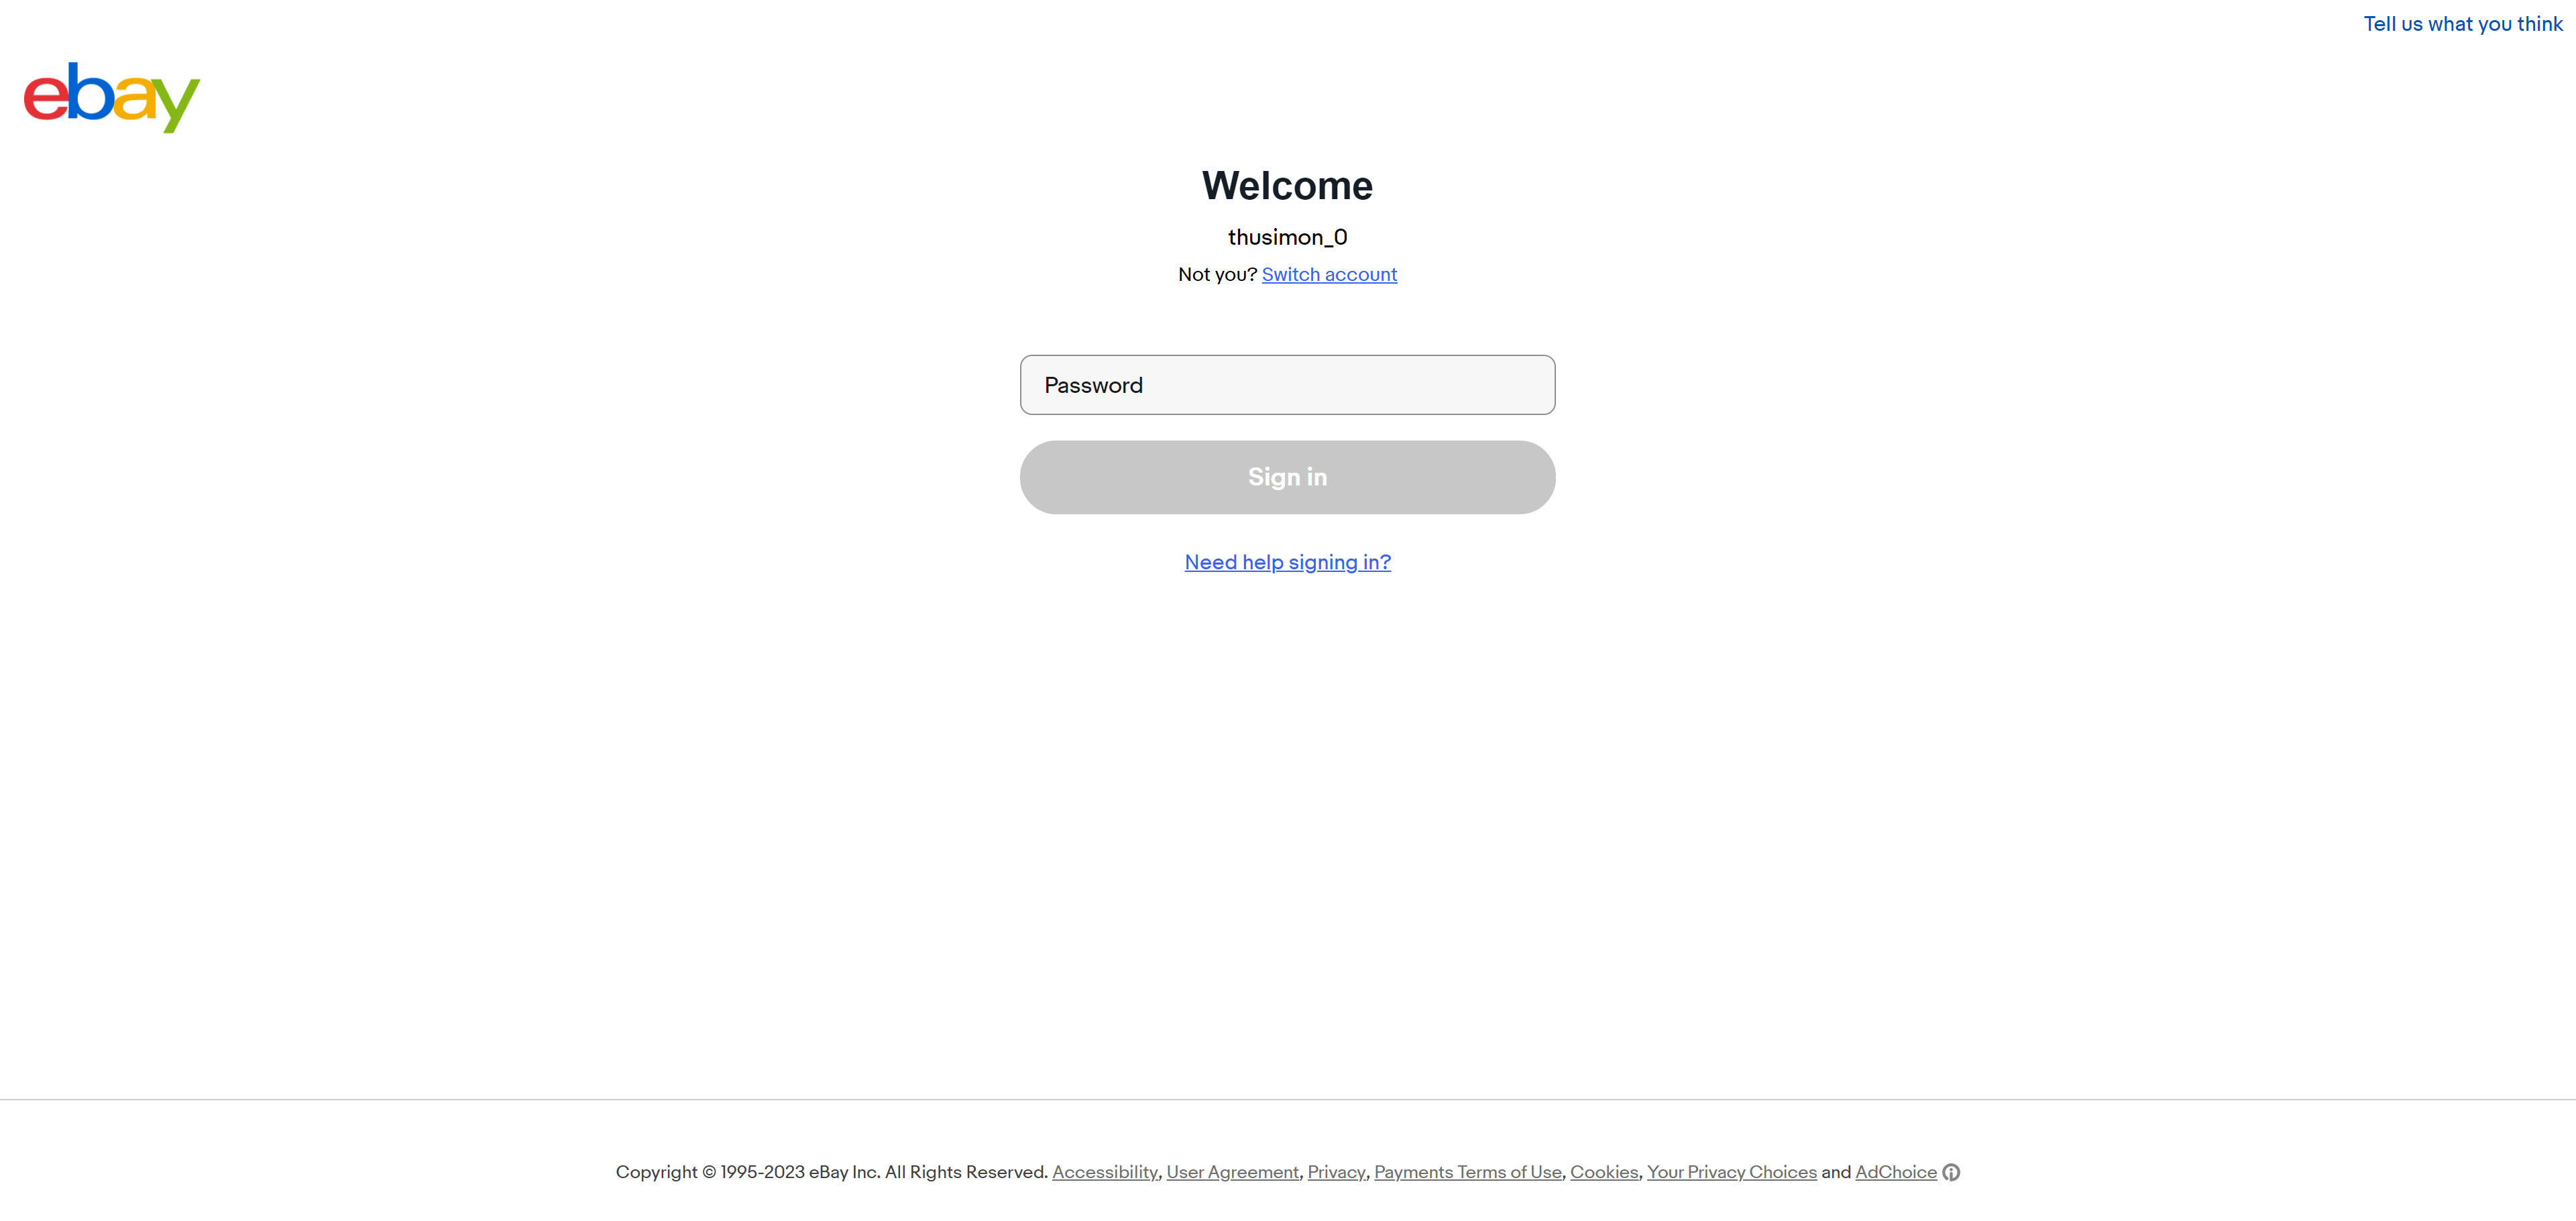 Tell us what you think
ebay
Welcome
thusimon_0
Not you? Switch account
Password
Sign in
Need help signing in?
Copyright © 1995-2023 eBay Inc. All Rights Reserved. Accessibility, User Agreement, Privacy, Payments Terms of Use, Cookies, Your Privacy Choices and AdChoice